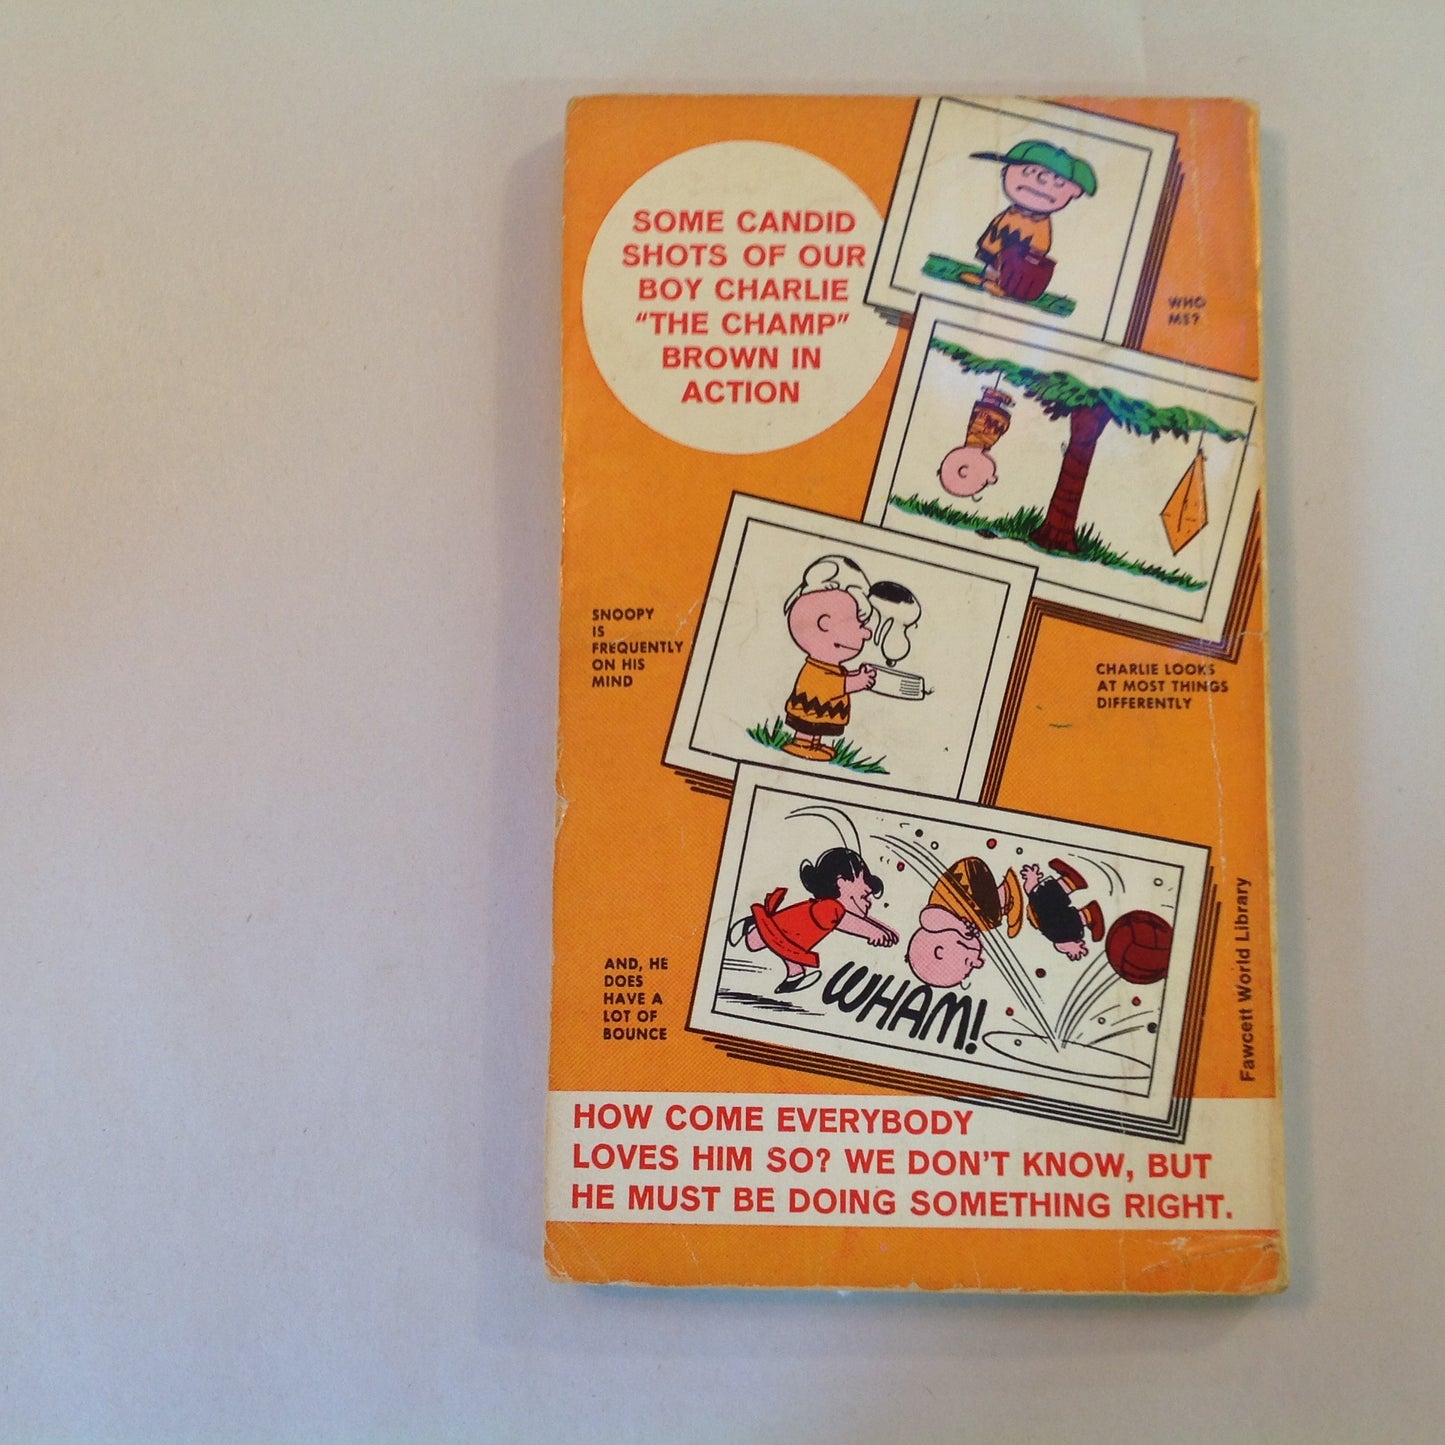 SOME CANDID
SHOTS OF OUR
BOY CHARLIE
"THE CHAMP"
BROWN IN
ACTION
WHO
ME?
SNOOPY
IS
FREQUENTLY
ON HIS
MIND
CHARLIE LOOKS
AT MOST THINGS
DIFFERENTLY
AND, HE
DOES
HAVE A
LOT OF
BOUNCE
WHAM!
Fawcett World Library
HOW COME EVERYBODY
LOVES HIM SO? WE DON'T KNOW, BUT
HE MUST BE DOING SOMETHING RIGHT.